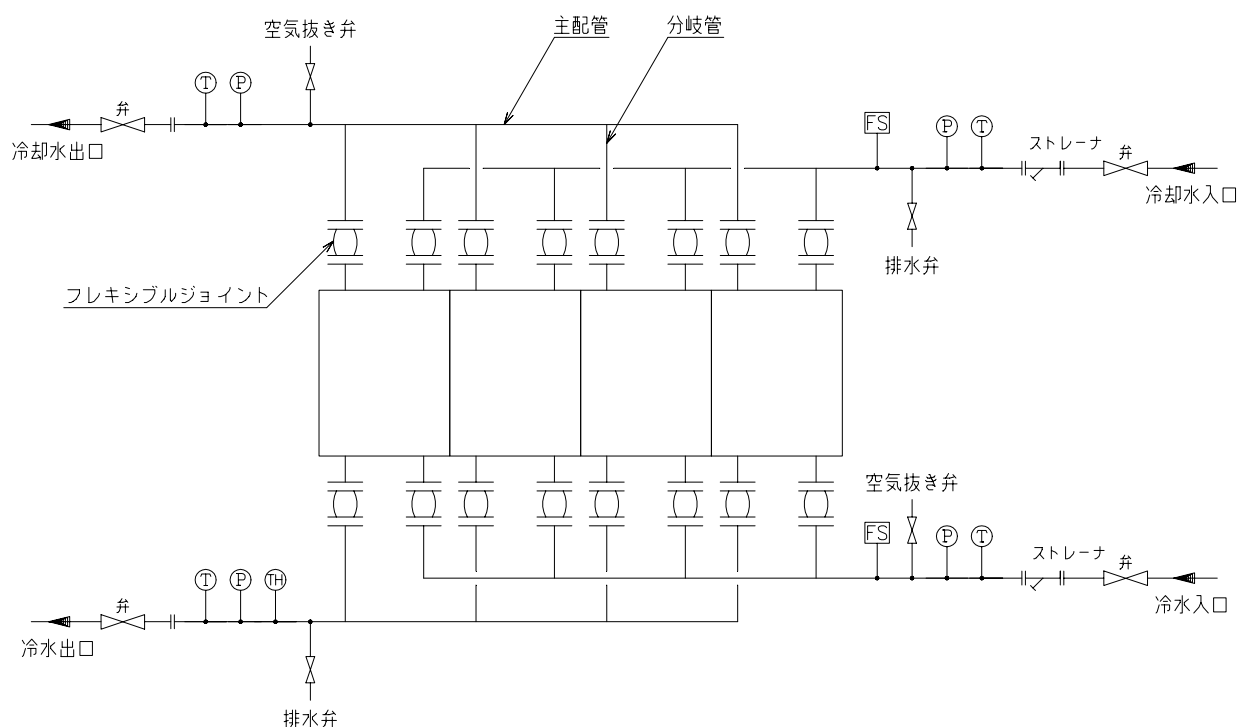 空気抜き弁
主配管
分岐管
T
P
弁
冷却水出口
FS
P
T
ストレーナ
弁
冷却水入口
排水弁
フレキシブルジョイント
空気抜き弁
FS
P
T
ストレーナ
弁
冷水入口
T
P
TH
弁
冷水出口
排水弁